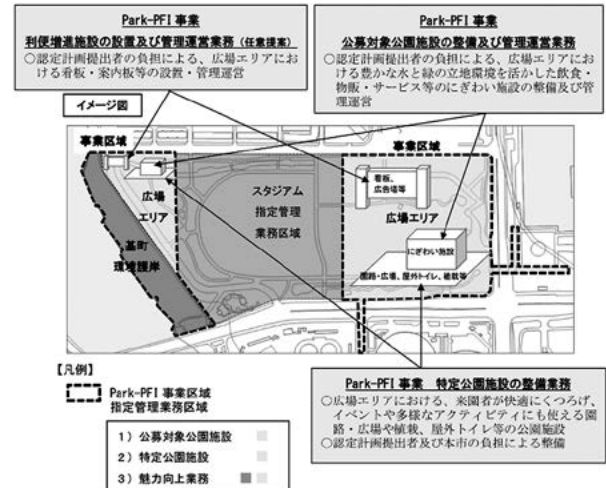 Park-PFI 事業
利便増進施設の設置及び管理運営業務（任意提案）
○認定計画提出者の負担による、広場エリアにお
ける看板・案内板等の設置・管理運営
Park-PFI 事業
公募対象公園施設の整備及び管理運営業務
○認定計画提出者の負担による、広場エリアにお
ける豊かな水と緑の立地環境を活かした飲食・
物販・サービス等のにぎわい施設の整備及び管
理運営
イメージ図
事業区域
広場
エリア
基町
環境護岸
スタジアム
指定管理
業務区域
事業区域
看板、
広告塔等
広場エリア
にぎわい施設
園路・広場、屋外トイレ、植栽等
【凡例】
Park-PFI 事業区域
指定管理業務区域
1）公募対象公園施設
2）特定公園施設
3）魅力向上業務
Park-PFI 事業　特定公園施設の整備業務
○広場エリアにおける、来園者が快適にくつろげ、
イベントや多様なアクティビティにも使える園
路・広場や植栽、屋外トイレ等の公園施設
○認定計画提出者及び本市の負担による整備